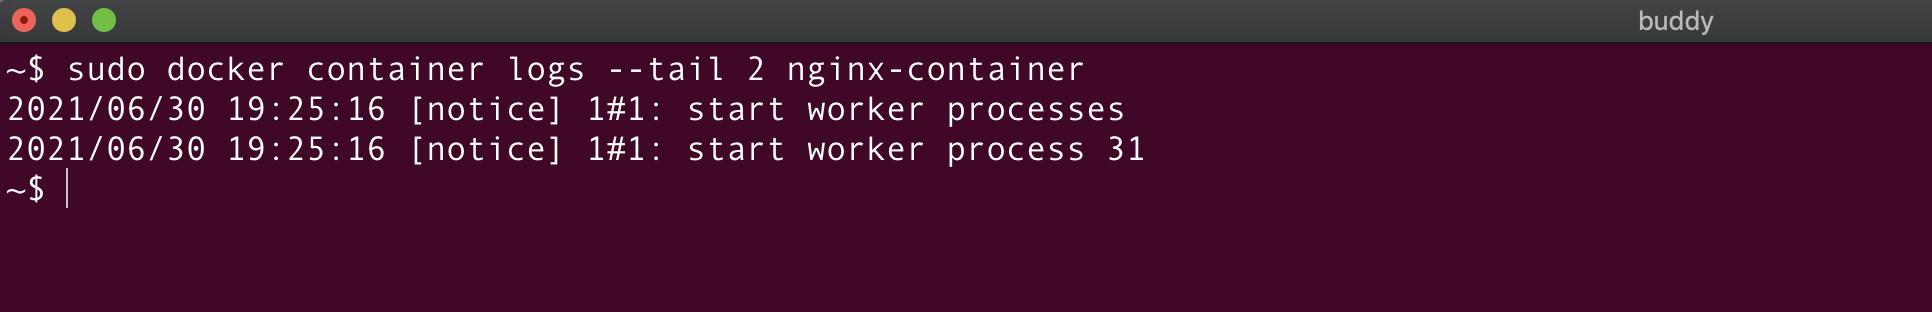 buddy
~$ sudo docker container logs --tail 2 nginx-container
2021/06/30 19:25:16 [notice] 1#1: start worker processes
2021/06/30 19:25:16 [notice] 1#1: start worker process 31
~$